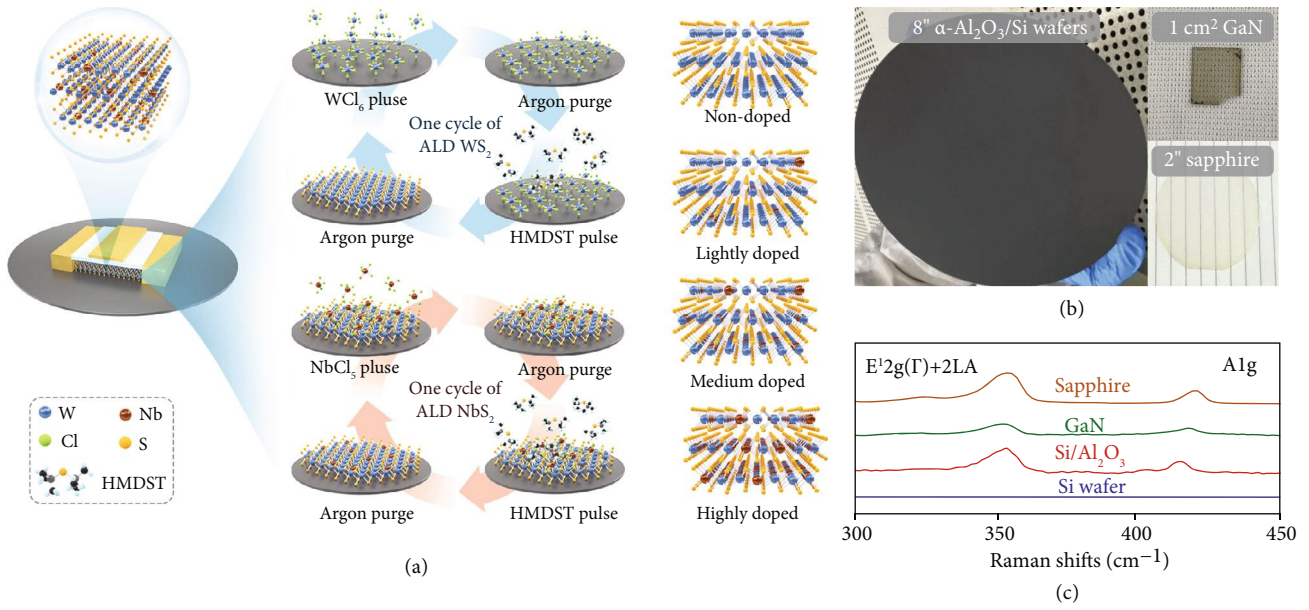 WCl₆ pluse
Argon purge
One cycle of
ALD WS₂
Argon purge
HMDST pulse
NbCl₅ pluse
Argon purge
One cycle of
ALD NbS₂
Argon purge
HMDST pulse
W
Nb
Cl
S
HMDST
Non-doped
Lightly doped
Medium doped
Highly doped
(a)
8" α-Al₂O₃/Si wafers
1 cm² GaN
2" sapphire
(b)
E¹2g(Γ)+2LA
A1g
Sapphire
GaN
Si/Al₂O₃
Si wafer
300
350
400
450
Raman shifts (cm⁻¹)
(c)